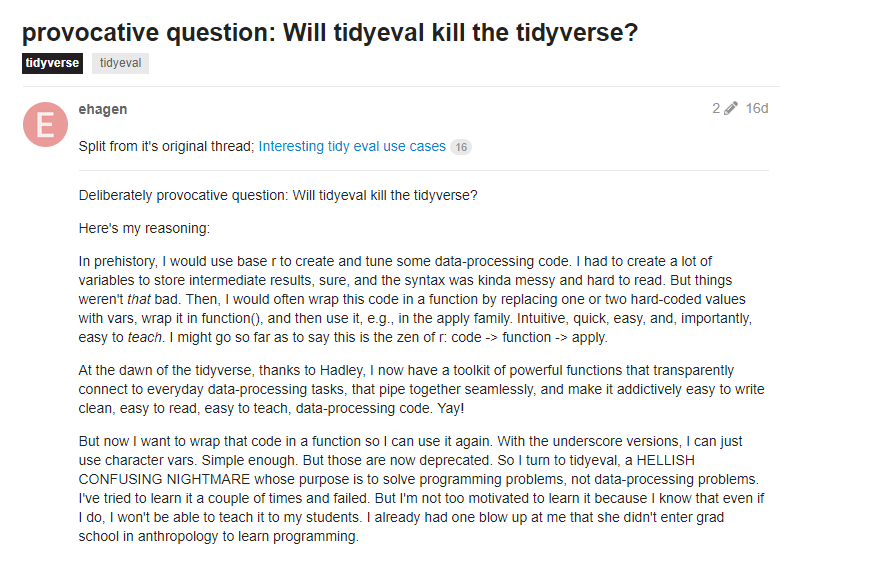 provocative question: Will tidyeval kill the tidyverse?
tidyverse tidyeval
E
ehagen 2 16d
Split from it's original thread; Interesting tidy eval use cases 16
Deliberately provocative question: Will tidyeval kill the tidyverse?
Here's my reasoning:
In prehistory, I would use base r to create and tune some data-processing code. I had to create a lot of
variables to store intermediate results, sure, and the syntax was kinda messy and hard to read. But things
weren't that bad. Then, I would often wrap this code in a function by replacing one or two hard-coded values
with vars, wrap it in function(), and then use it, e.g., in the apply family. Intuitive, quick, easy, and, importantly,
easy to teach. I might go so far as to say this is the zen of r: code -> function -> apply.
At the dawn of the tidyverse, thanks to Hadley, I now have a toolkit of powerful functions that transparently
connect to everyday data-processing tasks, that pipe together seamlessly, and make it addictively easy to write
clean, easy to read, easy to teach, data-processing code. Yay!
But now I want to wrap that code in a function so I can use it again. With the underscore versions, I can just
use character vars. Simple enough. But those are now deprecated. So I turn to tidyeval, a HELLISH
CONFUSING NIGHTMARE whose purpose is to solve programming problems, not data-processing problems.
I've tried to learn it a couple of times and failed. But I'm not too motivated to learn it because I know that even if
I do, I won't be able to teach it to my students. I already had one blow up at me that she didn't enter grad
school in anthropology to learn programming.